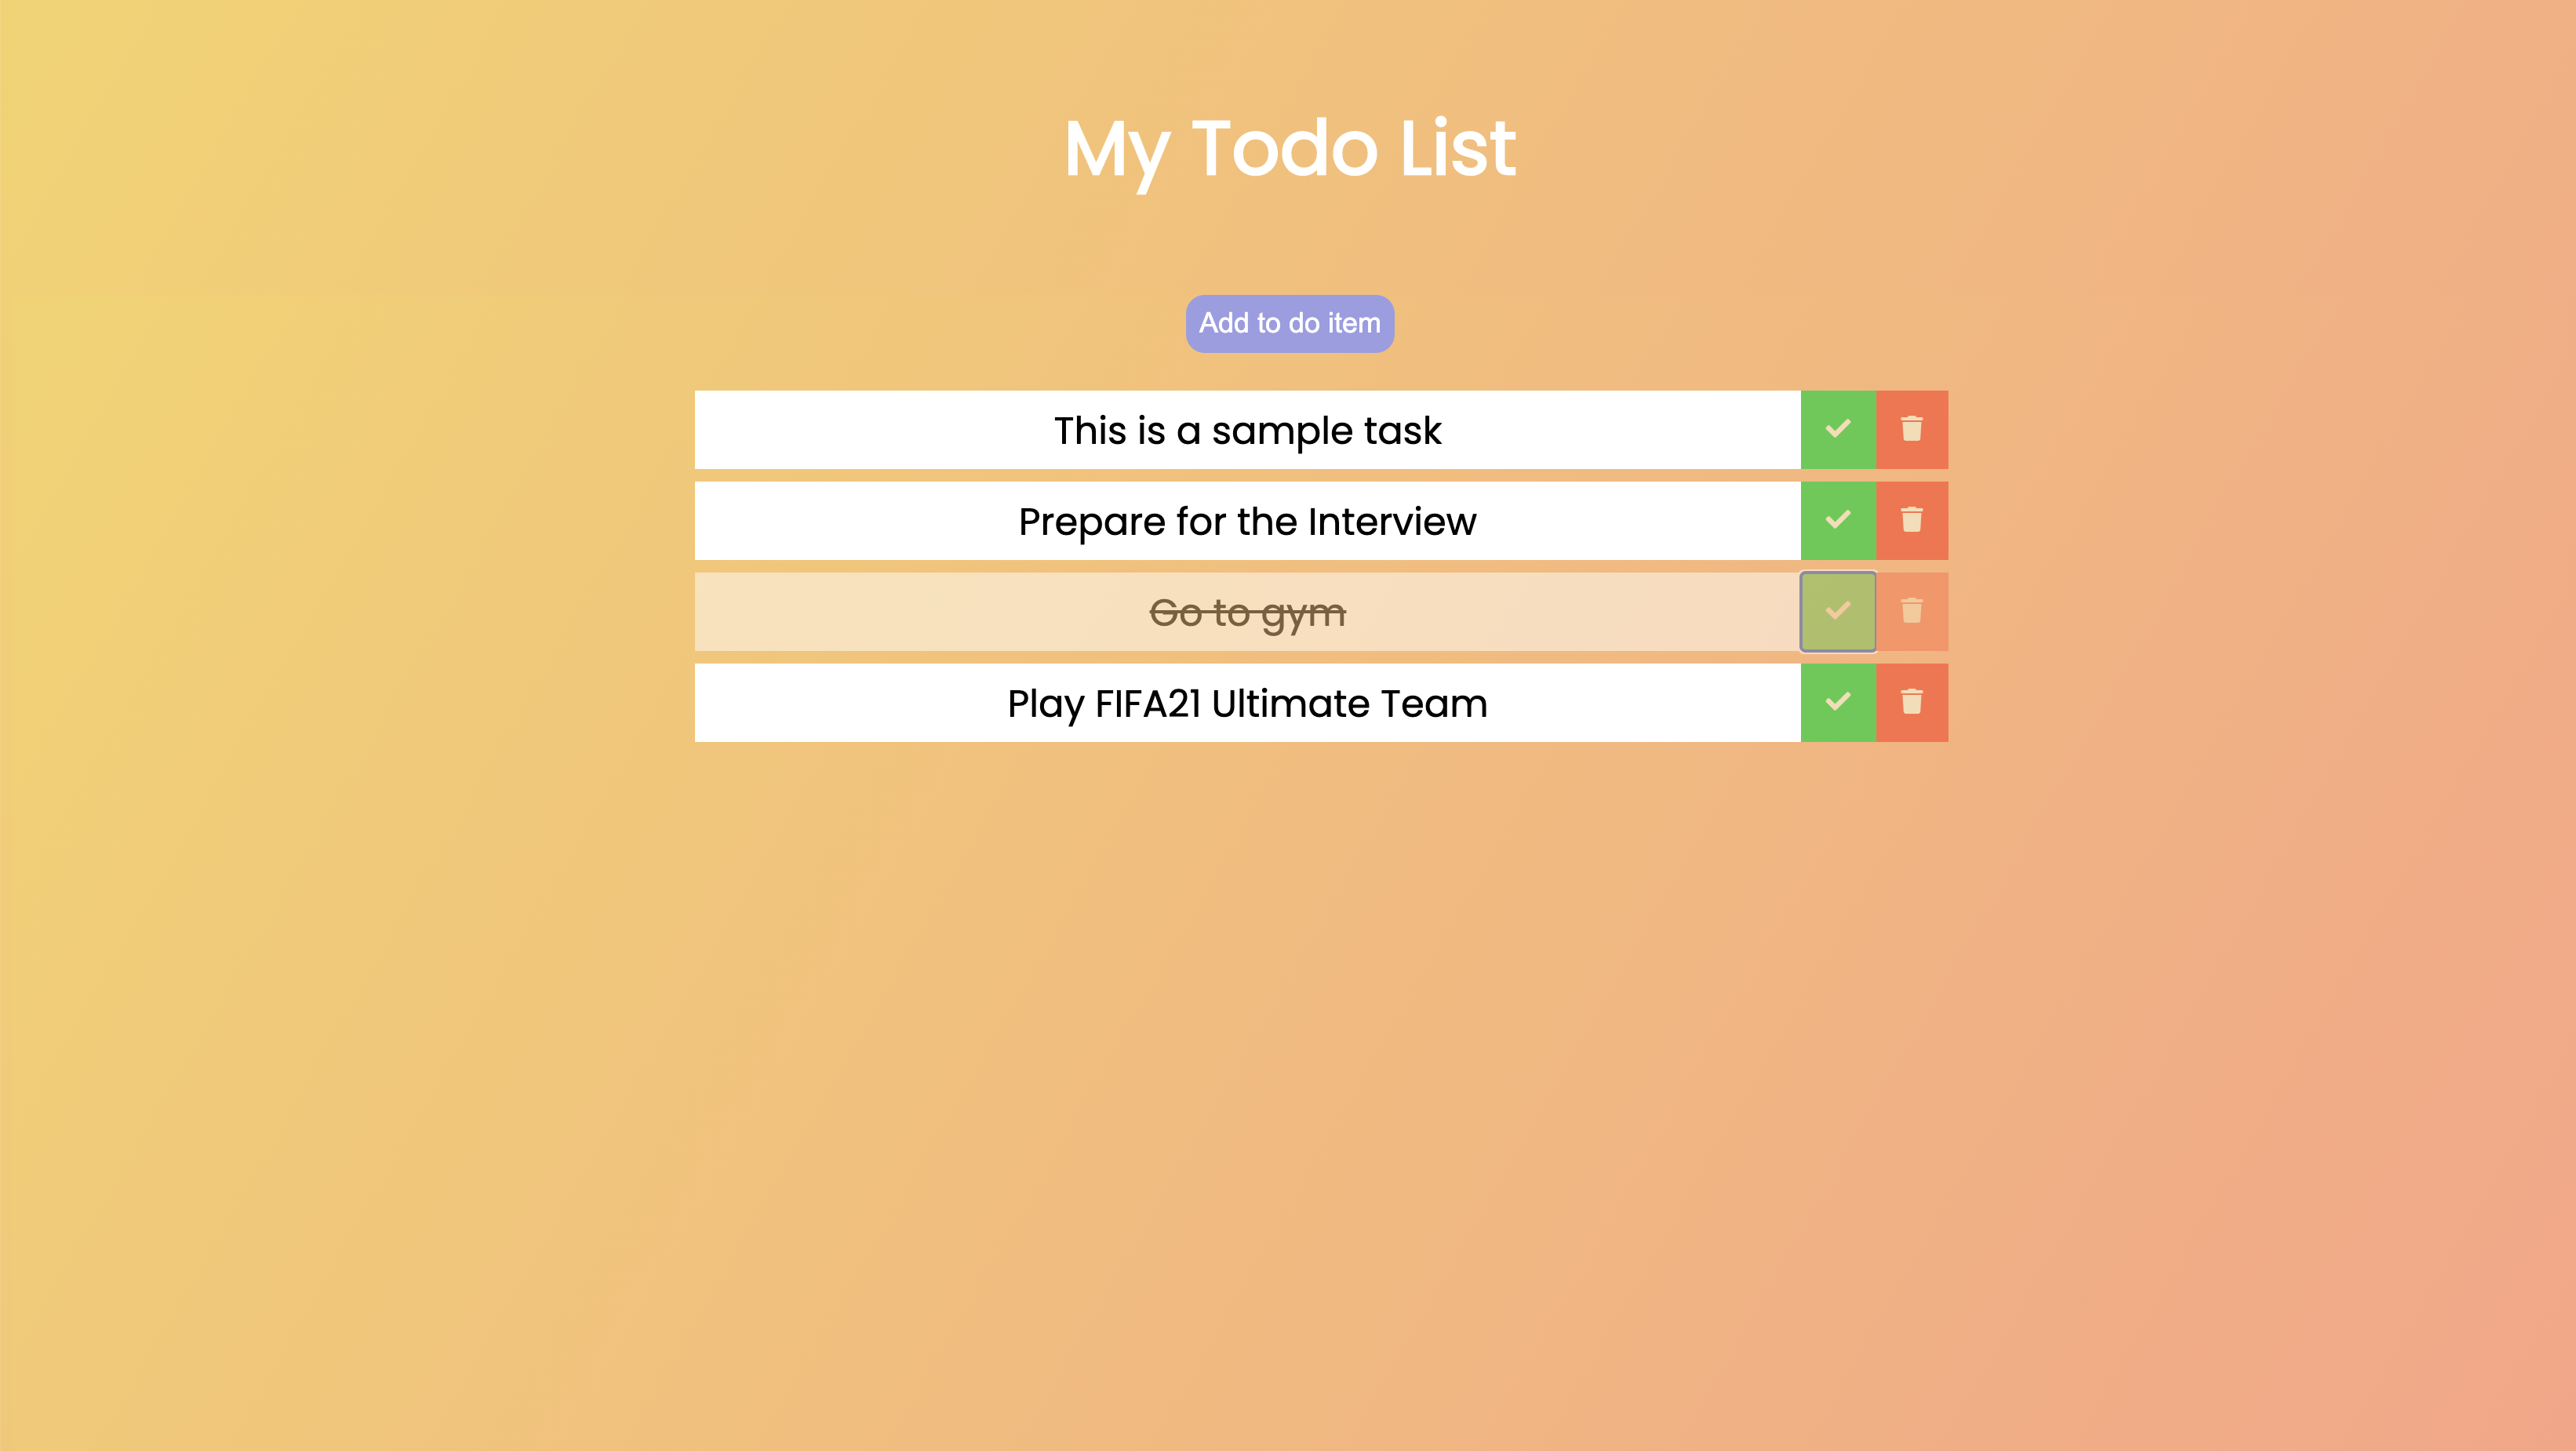 My Todo List
Add to do item
This is a sample task
Prepare for the Interview
Go to gym
Play FIFA21 Ultimate Team